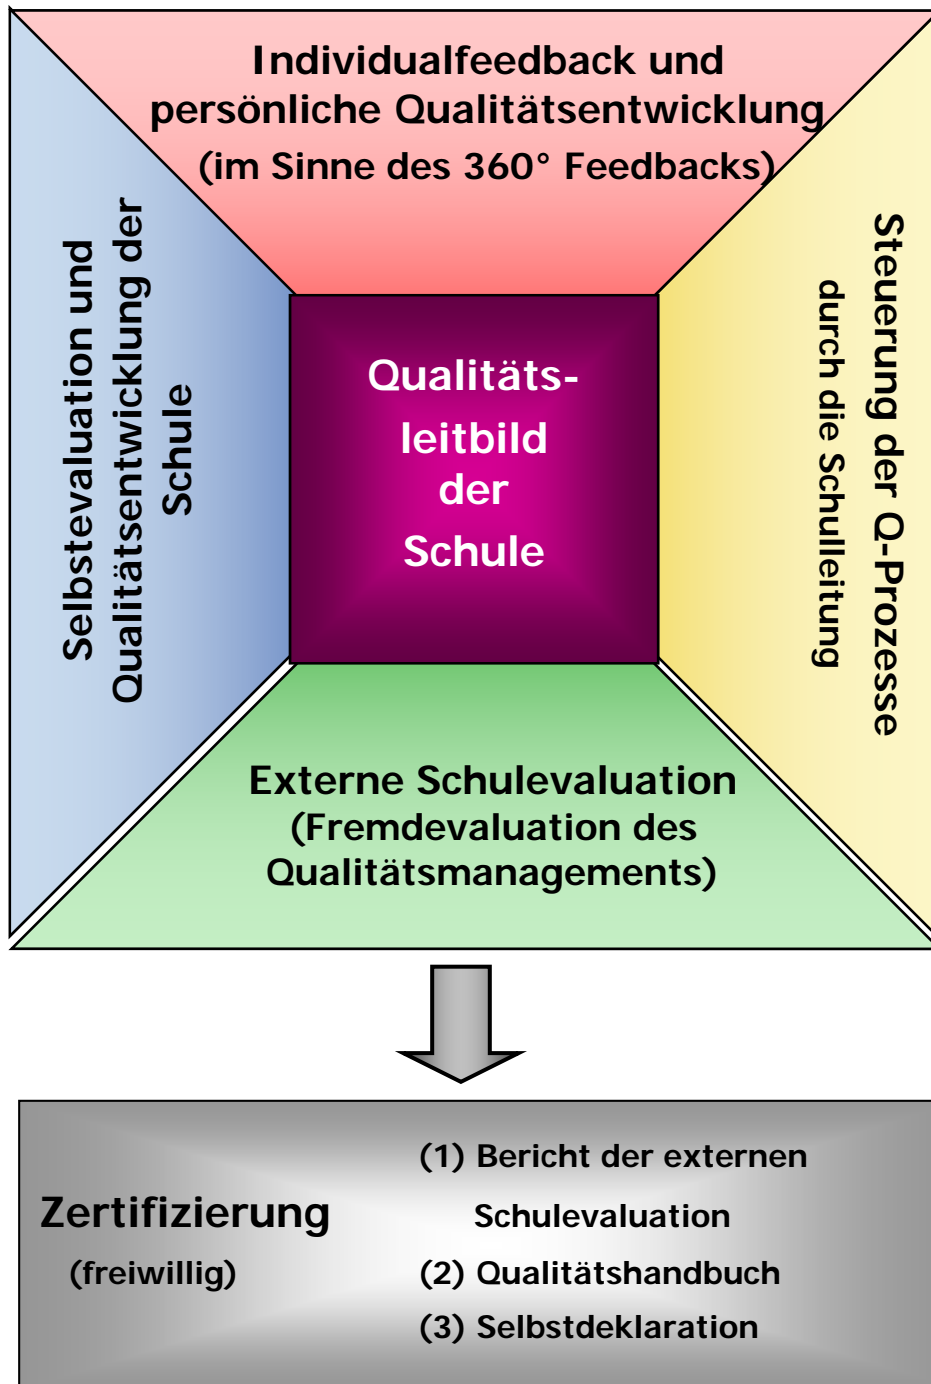 Individualfeedback und
persönliche Qualitätsentwicklung
(im Sinne des 360° Feedbacks)
Selbstevaluation und
Qualitätsentwicklung der
Schule
Qualitäts-
leitbild
der
Schule
Steuerung der Q-Prozesse
durch die Schulleitung
Externe Schulevaluation
(Fremdevaluation des
Qualitätsmanagements)
Zertifizierung
(freiwillig)
(1) Bericht der externen
Schulevaluation
(2) Qualitätshandbuch
(3) Selbstdeklaration